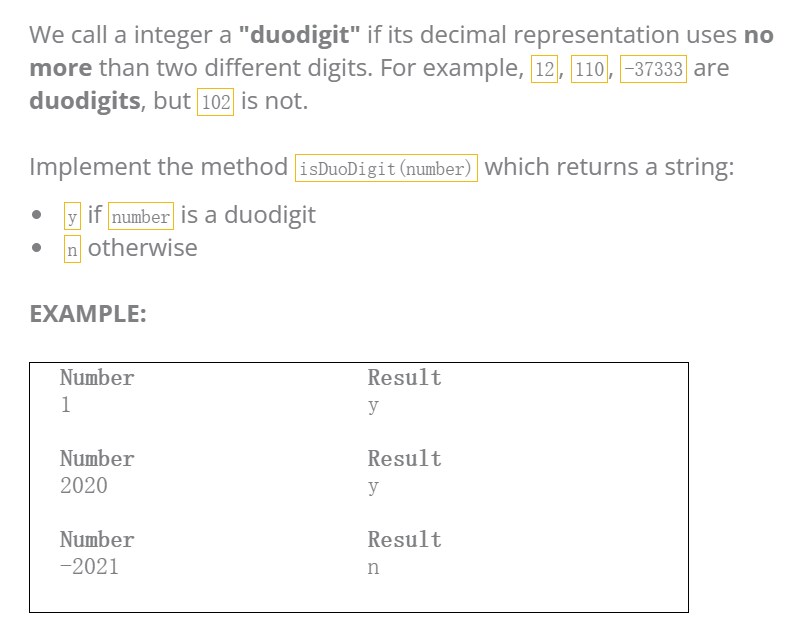 We call a integer a "duodigit" if its decimal representation uses no
more than two different digits. For example, 12, 110, -37333 are
duodigits, but 102 is not.
Implement the method isDuoDigit(number) which returns a string:
• y if number is a duodigit
• n otherwise
EXAMPLE:
Number Result
1 y
Number Result
2020 y
Number Result
-2021 n